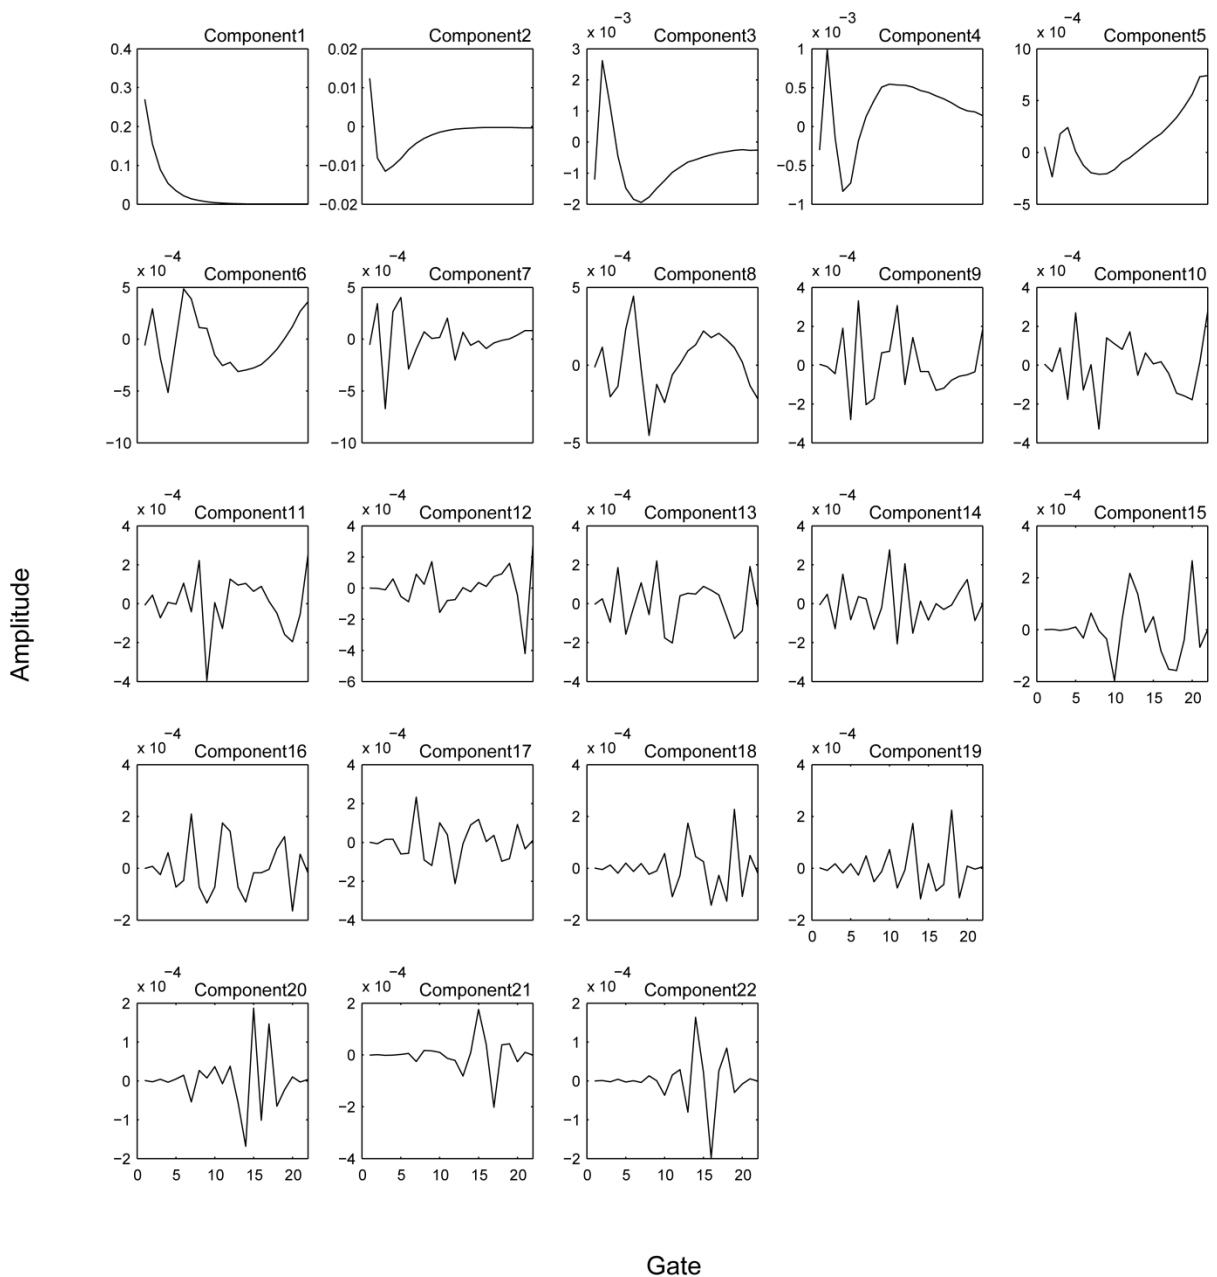 Component1
0.4
0.3
0.2
0.1
0
Component2
0.02
0.01
0
−0.01
−0.02
x 10 −3
Component3
3
2
1
0
−1
−2
x 10 −3
Component4
1
0.5
0
−0.5
−1
x 10 −4
Component5
10
5
0
−5
x 10 −4
Component6
5
0
−5
−10
x 10 −4
Component7
5
0
−5
−10
x 10 −4
Component8
5
0
−5
x 10 −4
Component9
4
2
0
−2
−4
x 10 −4
Component10
4
2
0
−2
−4
x 10 −4
Component11
4
2
0
−2
−4
x 10 −4
Component12
4
2
0
−2
−4
−6
x 10 −4
Component13
4
2
0
−2
−4
x 10 −4
Component14
4
2
0
−2
−4
x 10 −4
Component15
4
2
0
−2
0 5 10 15 20
Amplitude
x 10 −4
Component16
4
2
0
−2
x 10 −4
Component17
4
2
0
−2
−4
x 10 −4
Component18
4
2
0
−2
x 10 −4
Component19
4
2
0
−2
0 5 10 15 20
x 10 −4
Component20
2
1
0
−1
−2
0 5 10 15 20
x 10 −4
Component21
2
0
−2
−4
0 5 10 15 20
x 10 −4
Component22
2
1
0
−1
−2
0 5 10 15 20
Gate